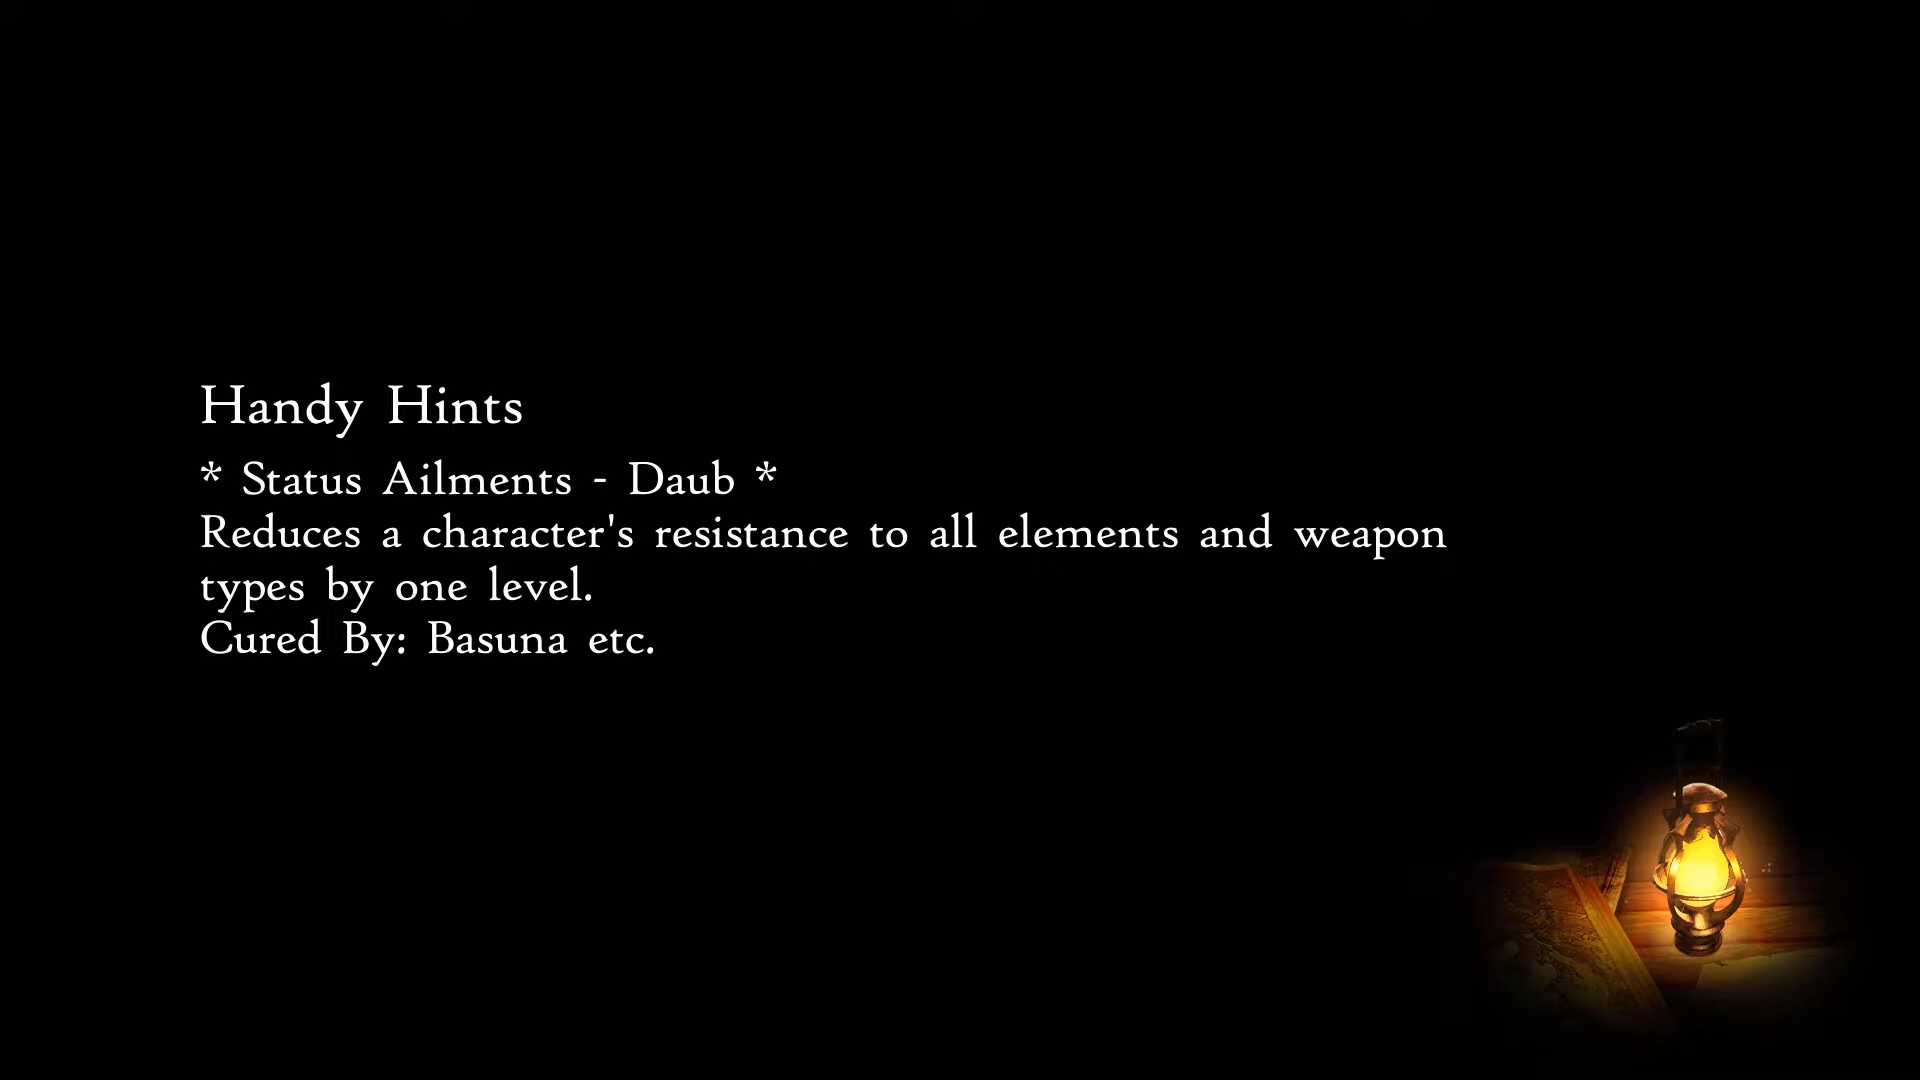 Handy Hints
* Status Ailments - Daub *
Reduces a character's resistance to all elements and weapon
types by one level.
Cured By: Basuna etc.